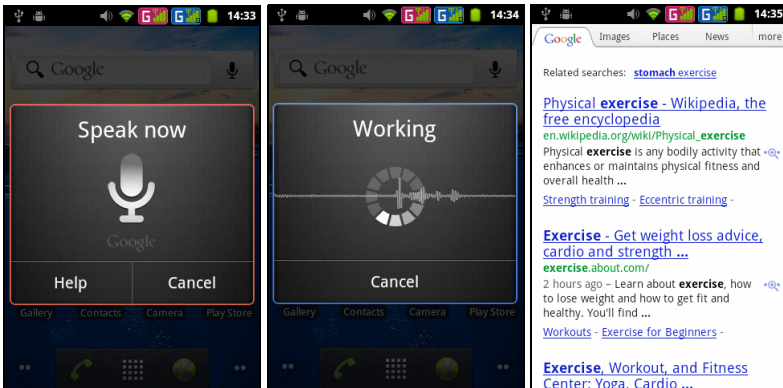 14:33
Google
Speak now
Google
Help
Cancel
Gallery
Contacts
Camera
Play Store
14:34
Google
Working
Cancel
Gallery
Contacts
Camera
Play Store
14:35
Google
Images
Places
News
more
Related searches: stomach exercise
Physical exercise - Wikipedia, the
free encyclopedia
en.wikipedia.org/wiki/Physical_exercise
Physical exercise is any bodily activity that
enhances or maintains physical fitness and
overall health ...
Strength training - Eccentric training -
Exercise - Get weight loss advice,
cardio and strength ...
exercise.about.com/
2 hours ago – Learn about exercise, how
to lose weight and how to get fit and
healthy. You'll find ...
Workouts - Exercise for Beginners -
Exercise, Workout, and Fitness
Center: Yoga, Cardio ...